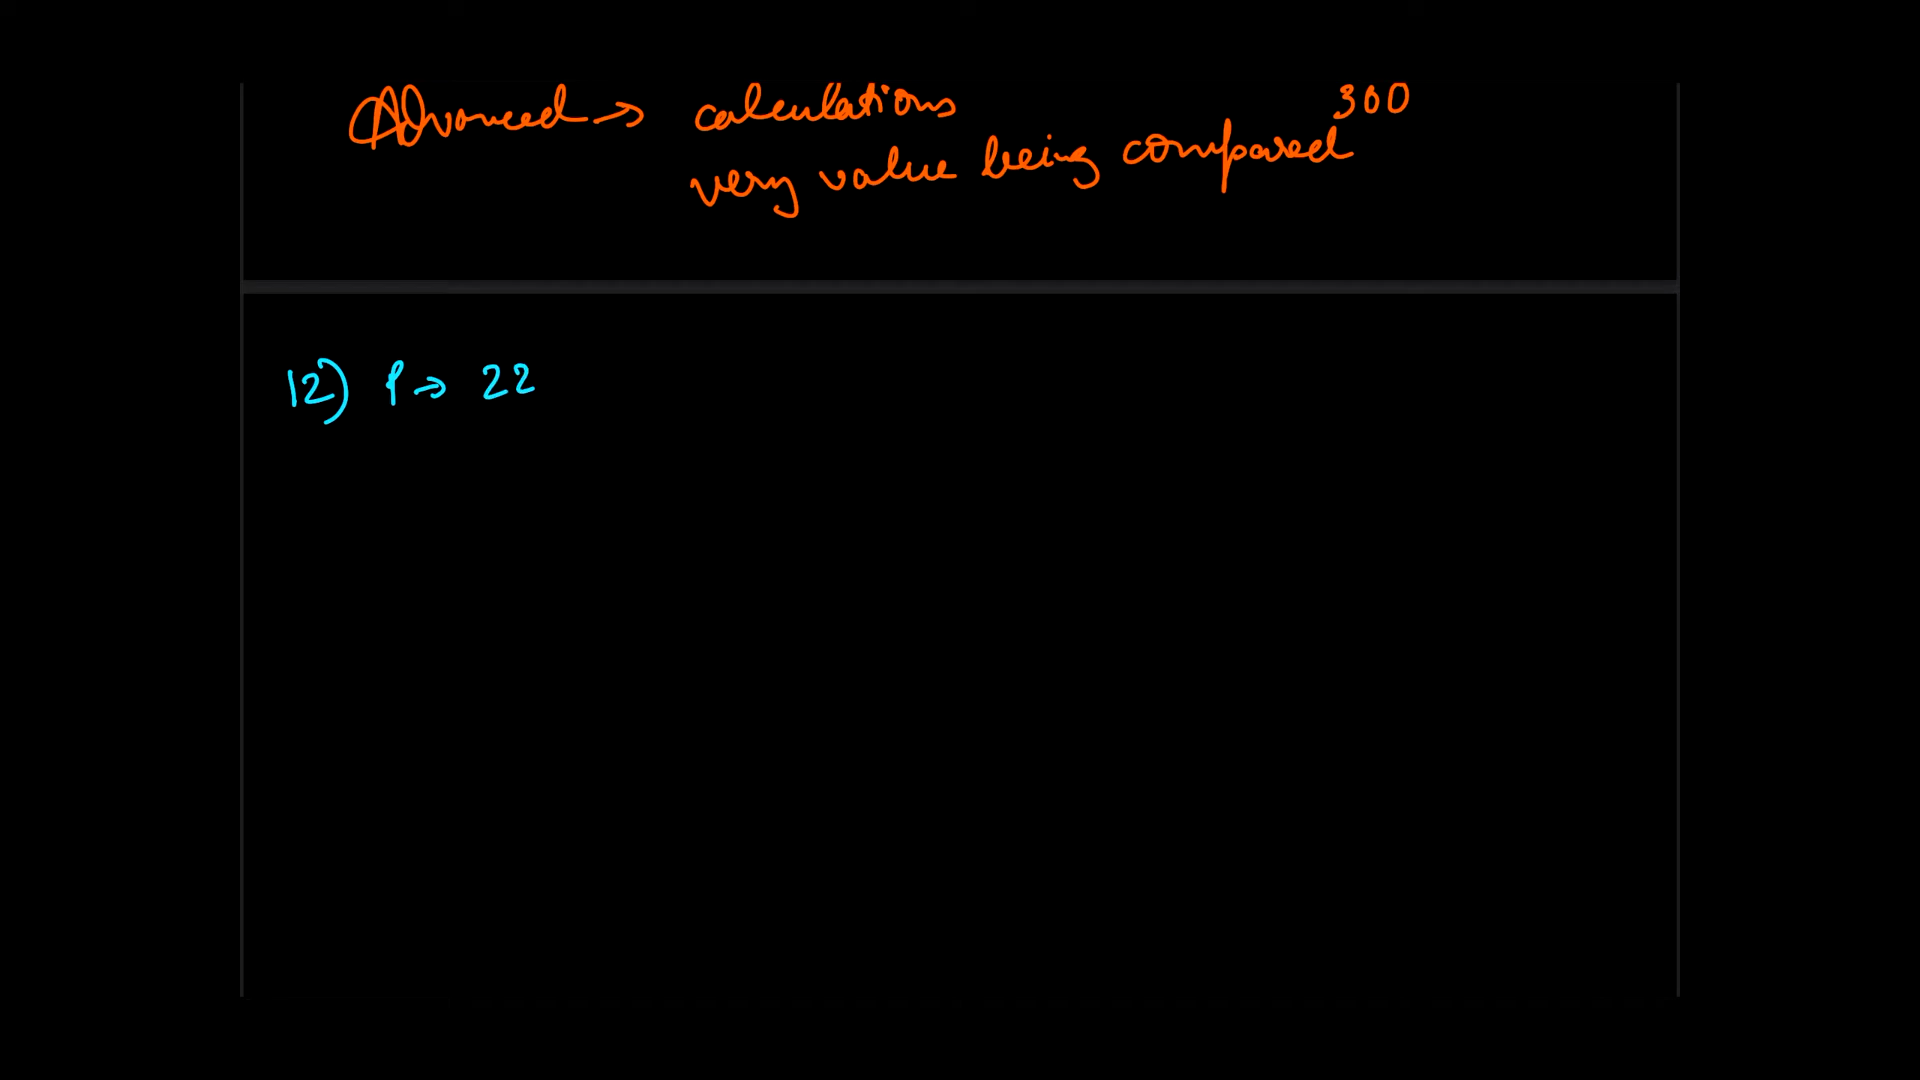 Advanced → calculations
very value being compared 300
12) P → 22